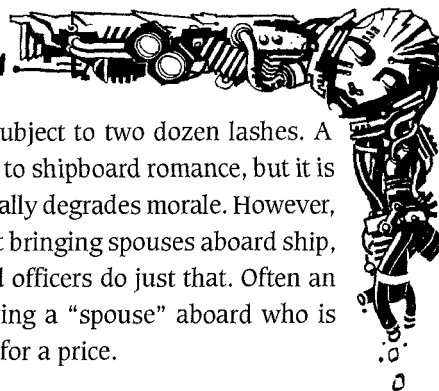 ubject to two dozen lashes. A
to shipboard romance, but it is
ally degrades morale. However,
bringing spouses aboard ship,
officers do just that. Often an
ing a “spouse” aboard who is
for a price.